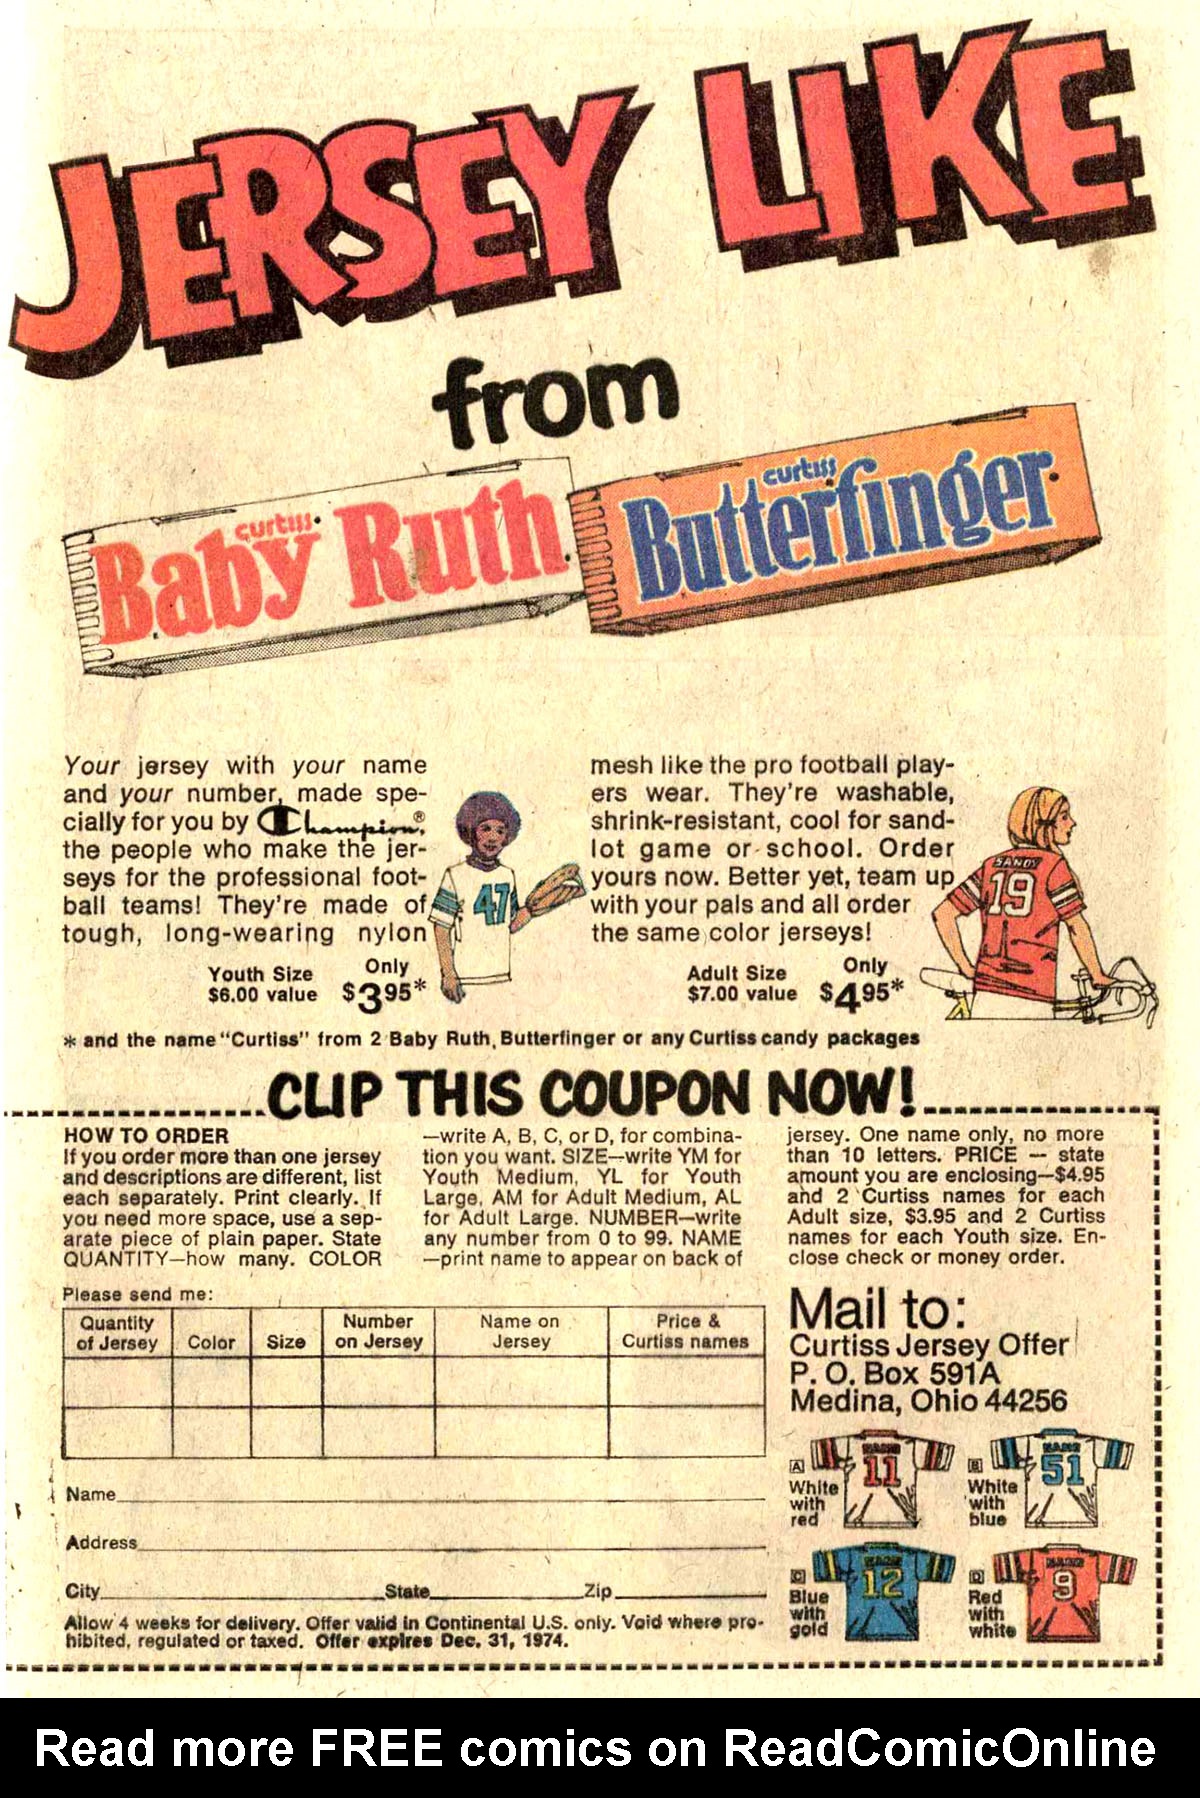 JERSEY LIKE
from
curtiss
Baby Ruth
curtiss
Butterfinger
Your jersey with your name
and your number, made spe-
cially for you by Champion®,
the people who make the jer-
seys for the professional foot-
ball teams! They're made of
tough, long-wearing nylon
mesh like the pro football play-
ers wear. They're washable,
shrink-resistant, cool for sand-
lot game or school. Order
yours now. Better yet, team up
with your pals and all order
the same color jerseys!
47
SANDY
19
Youth Size
$6.00 value
Only
$3.95*
Adult Size
$7.00 value
Only
$4.95*
* and the name "Curtiss" from 2 Baby Ruth, Butterfinger or any Curtiss candy packages
CLIP THIS COUPON NOW!
HOW TO ORDER
If you order more than one jersey
and descriptions are different, list
each separately. Print clearly. If
you need more space, use a sep-
arate piece of plain paper. State
QUANTITY—how many. COLOR
—write A, B, C, or D, for combina-
tion you want. SIZE—write YM for
Youth Medium, YL for Youth
Large, AM for Adult Medium, AL
for Adult Large. NUMBER—write
any number from 0 to 99. NAME
—print name to appear on back of
jersey. One name only, no more
than 10 letters. PRICE — state
amount you are enclosing—$4.95
and 2 Curtiss names for each
Adult size, $3.95 and 2 Curtiss
names for each Youth size. En-
close check or money order.
Please send me:
Quantity
of Jersey
Color
Size
Number
on Jersey
Name on
Jersey
Price &
Curtiss names
Name
Address
City State Zip
Allow 4 weeks for delivery. Offer valid in Continental U.S. only. Void where pro-
hibited, regulated or taxed. Offer expires Dec. 31, 1974.
Mail to:
Curtiss Jersey Offer
P. O. Box 591A
Medina, Ohio 44256
A
White
with
red
NAME
11
B
White
with
blue
NAME
51
C
Blue
with
gold
NAME
12
D
Red
with
white
NAME
9
Read more FREE comics on ReadComicOnline